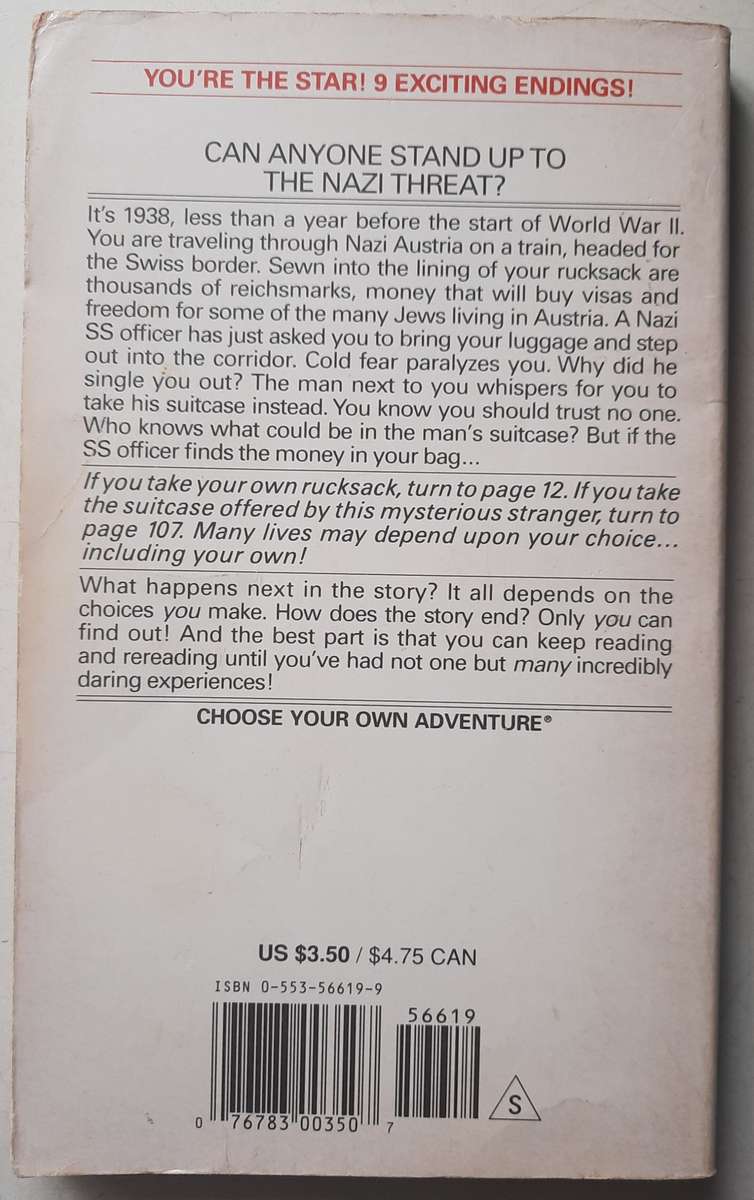 YOU'RE THE STAR! 9 EXCITING ENDINGS!
CAN ANYONE STAND UP TO
THE NAZI THREAT?
It's 1938, less than a year before the start of World War II.
You are traveling through Nazi Austria on a train, headed for
the Swiss border. Sewn into the lining of your rucksack are
thousands of reichsmarks, money that will buy visas and
freedom for some of the many Jews living in Austria. A Nazi
SS officer has just asked you to bring your luggage and step
out into the corridor. Cold fear paralyzes you. Why did he
single you out? The man next to you whispers for you to
take his suitcase instead. You know you should trust no one.
Who knows what could be in the man's suitcase? But if the
SS officer finds the money in your bag...
If you take your own rucksack, turn to page 12. If you take
the suitcase offered by this mysterious stranger, turn to
page 107. Many lives may depend upon your choice...
including your own!
What happens next in the story? It all depends on the
choices you make. How does the story end? Only you can
find out! And the best part is that you can keep reading
and rereading until you've had not one but many incredibly
daring experiences!
CHOOSE YOUR OWN ADVENTURE®
US $3.50 / $4.75 CAN
ISBN 0-553-56619-9
56619
0 76783 00350 7
S